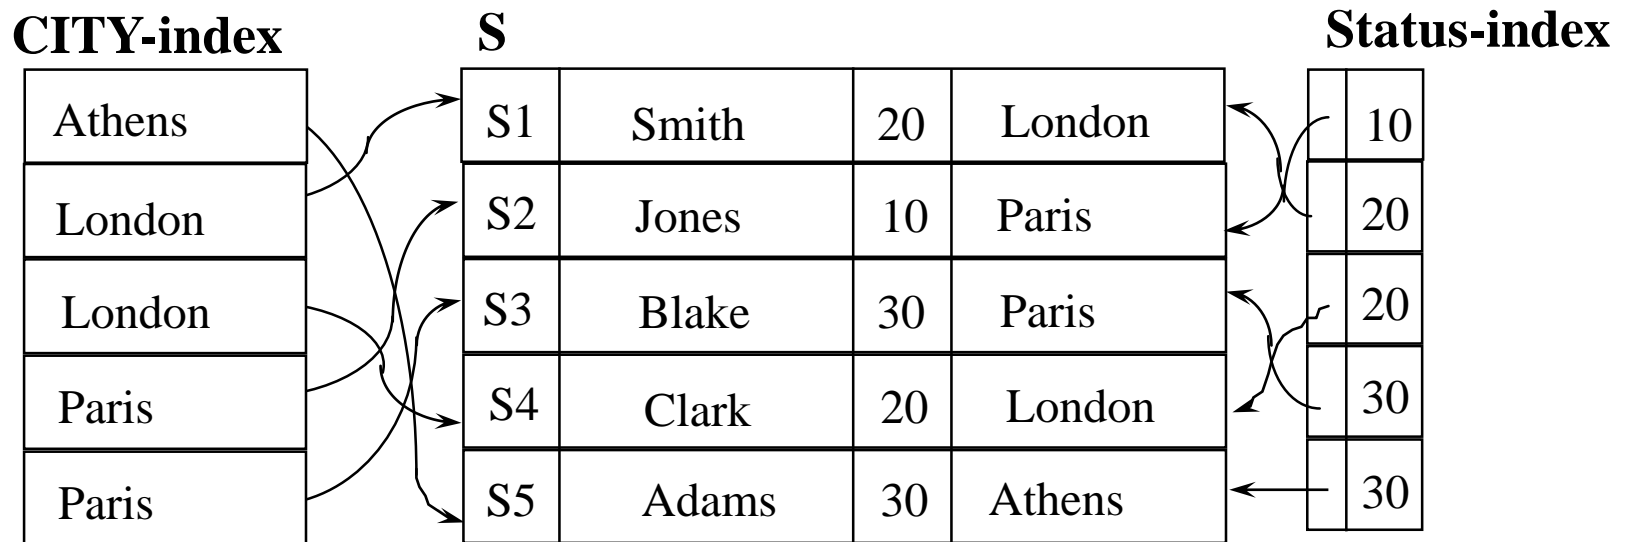 CITY-index S Status-index
Athens S1 Smith 20 London 10
London S2 Jones 10 Paris 20
London S3 Blake 30 Paris 20
Paris S4 Clark 20 London 30
Paris S5 Adams 30 Athens 30